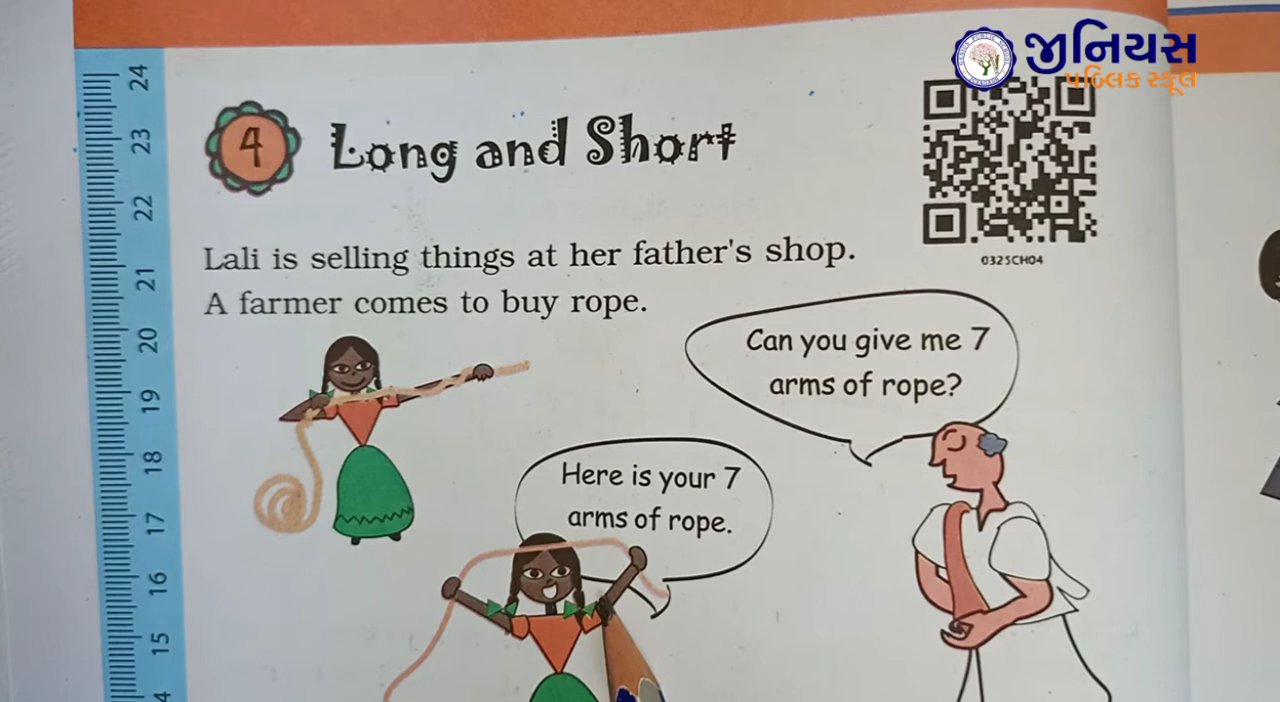 જીનિયસ
પબ્લિક સ્કૂલ
4 Long and Short
0325CH04
Lali is selling things at her father's shop.
A farmer comes to buy rope.
Can you give me 7
arms of rope?
Here is your 7
arms of rope.
24
23
22
21
20
19
18
17
16
15